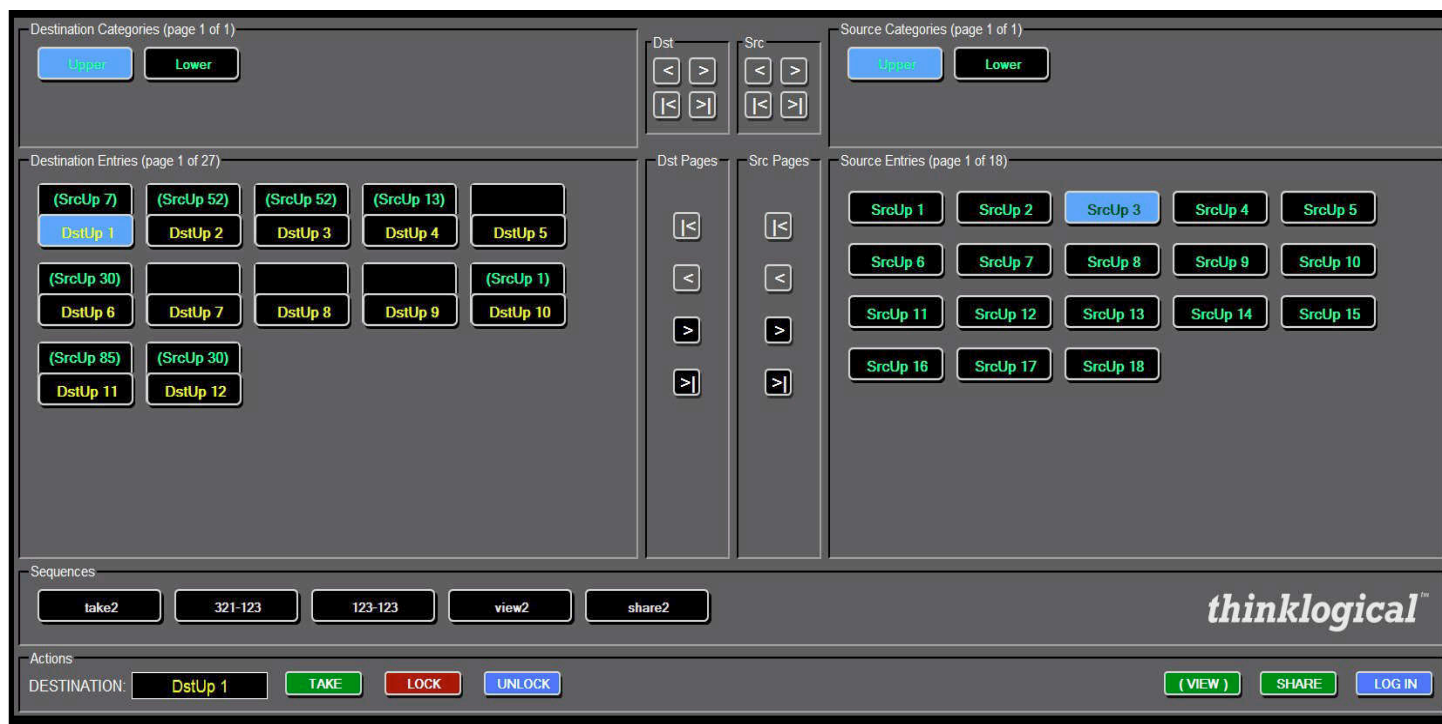 Destination Categories (page 1 of 1)
Upper Lower
Dst Src
< > < >
|< >| |< >|
Source Categories (page 1 of 1)
Upper Lower
Destination Entries (page 1 of 27)
(SrcUp 7) (SrcUp 52) (SrcUp 52) (SrcUp 13)
DstUp 1 DstUp 2 DstUp 3 DstUp 4 DstUp 5
(SrcUp 30) (SrcUp 1)
DstUp 6 DstUp 7 DstUp 8 DstUp 9 DstUp 10
(SrcUp 85) (SrcUp 30)
DstUp 11 DstUp 12
Dst Pages Src Pages
|< |<
< <
> >
>| >|
Source Entries (page 1 of 18)
SrcUp 1 SrcUp 2 SrcUp 3 SrcUp 4 SrcUp 5
SrcUp 6 SrcUp 7 SrcUp 8 SrcUp 9 SrcUp 10
SrcUp 11 SrcUp 12 SrcUp 13 SrcUp 14 SrcUp 15
SrcUp 16 SrcUp 17 SrcUp 18
Sequences
take2 321-123 123-123 view2 share2
thinklogical™
Actions
DESTINATION: DstUp 1 TAKE LOCK UNLOCK ( VIEW ) SHARE LOG IN